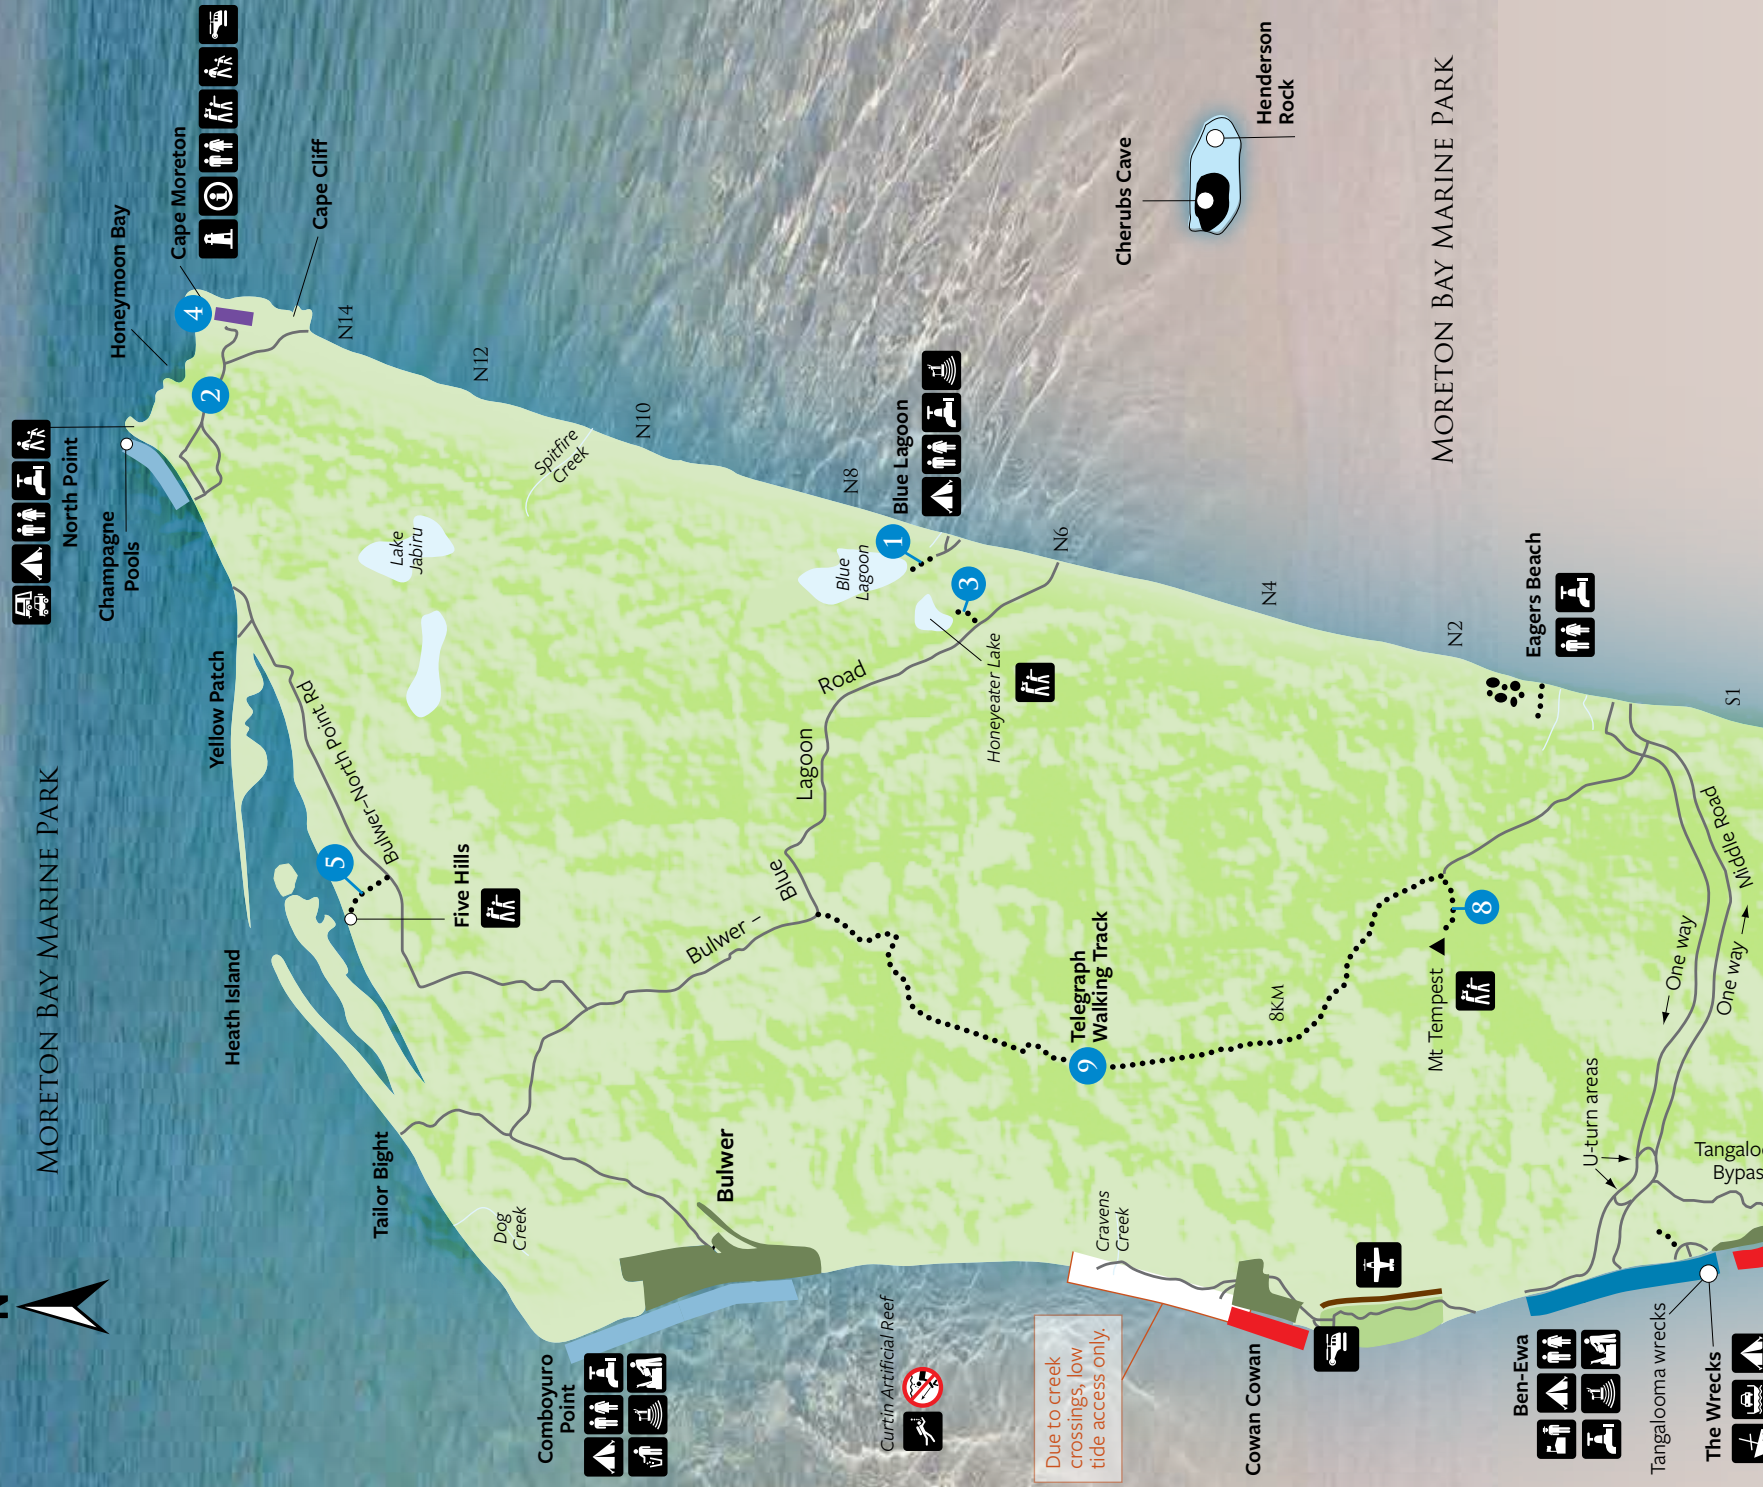 N
MORETON BAY MARINE PARK
North Point
Champagne
Pools
Honeymoon Bay
Cape Moreton
Cape Cliff
4
2
N14
N12
N10
N8
N6
N4
N2
S1
Yellow Patch
Heath Island
Tailor Bight
Bulwer–North Point Rd
5
Five Hills
Lake
Jabiru
Spitfire
Creek
Blue Lagoon
1
Blue
Lagoon
3
Honeyeater Lake
Bulwer – Blue Lagoon Road
Dog
Creek
Bulwer
Comboyuro
Point
Curtin Artificial Reef
Cherubs Cave
Henderson
Rock
MORETON BAY MARINE PARK
Telegraph
Walking Track
9
8KM
Mt Tempest
8
Eagers Beach
Cravens
Creek
Due to creek
crossings, low
tide access only.
Cowan Cowan
One way
One way
Middle Road
U-turn areas
Tangaloo
Bypas
Ben-Ewa
Tangalooma wrecks
The Wrecks